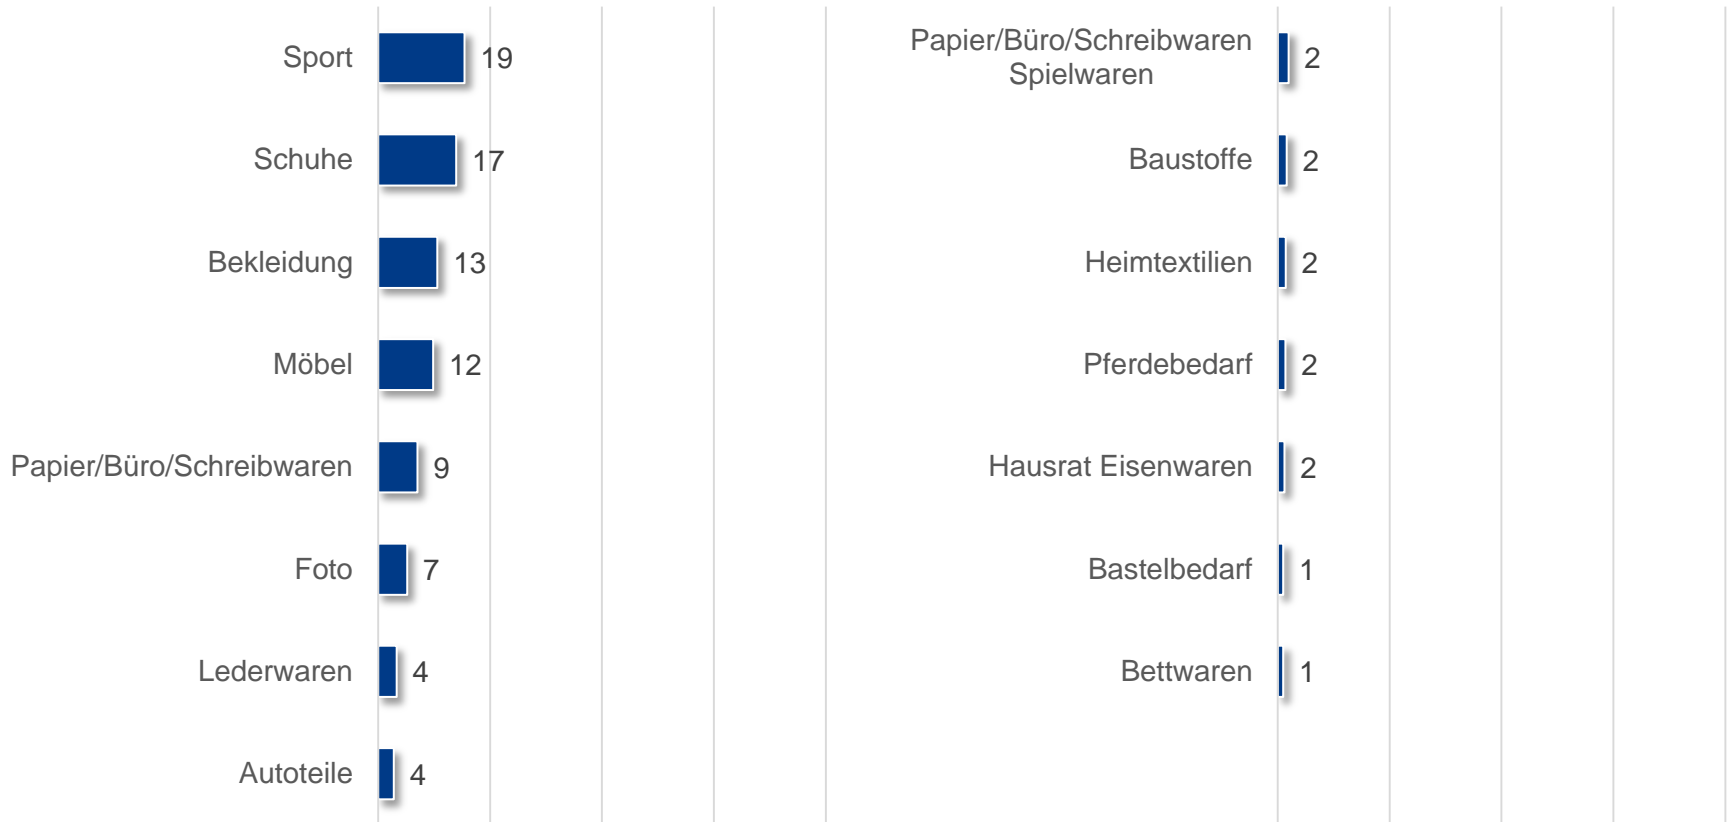 Sport 19
Schuhe 17
Bekleidung 13
Möbel 12
Papier/Büro/Schreibwaren 9
Foto 7
Lederwaren 4
Autoteile 4
Papier/Büro/Schreibwaren
Spielwaren 2
Baustoffe 2
Heimtextilien 2
Pferdebedarf 2
Hausrat Eisenwaren 2
Bastelbedarf 1
Bettwaren 1